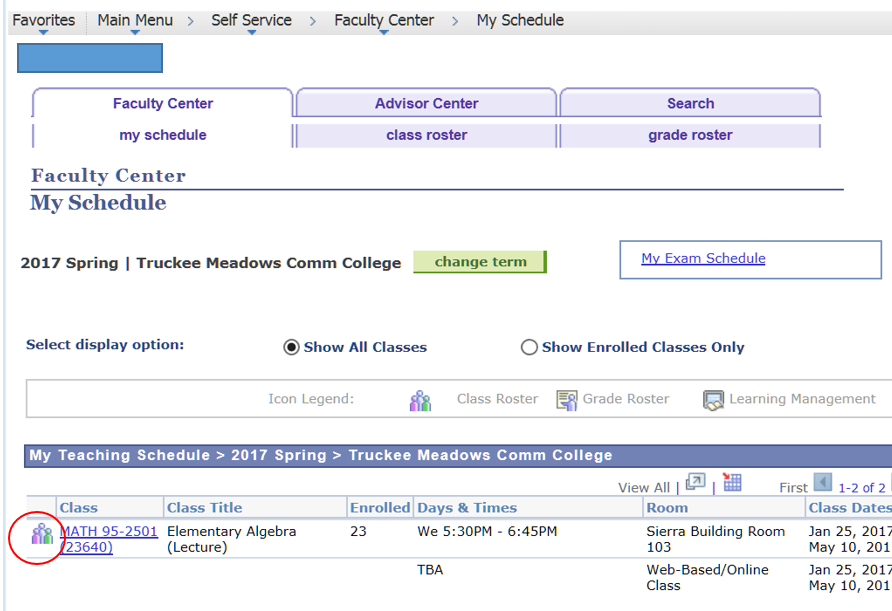 Favorites Main Menu > Self Service > Faculty Center > My Schedule
Faculty Center Advisor Center Search
my schedule class roster grade roster
Faculty Center
My Schedule
2017 Spring | Truckee Meadows Comm College change term My Exam Schedule
Select display option: Show All Classes Show Enrolled Classes Only
Icon Legend: Class Roster Grade Roster Learning Management
My Teaching Schedule > 2017 Spring > Truckee Meadows Comm College
View All | | First 1-2 of 2
Class Class Title Enrolled Days & Times Room Class Dates
MATH 95-2501 Elementary Algebra 23 We 5:30PM - 6:45PM Sierra Building Room Jan 25, 2017
(23640) (Lecture) 103 May 10, 201
TBA Web-Based/Online Jan 25, 2017
Class May 10, 201